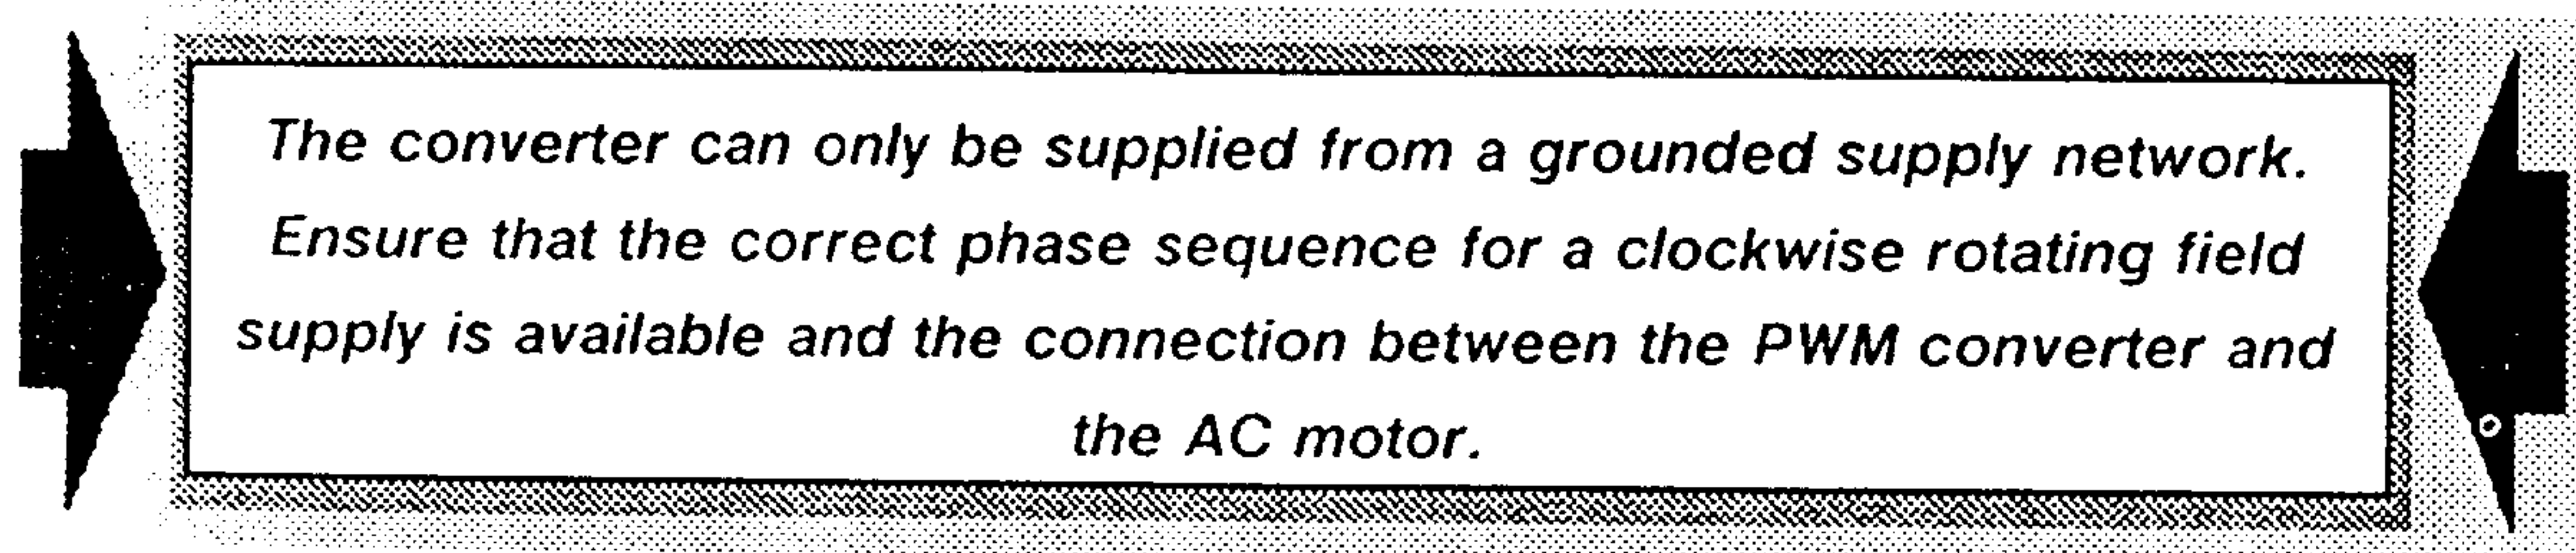 The converter can only be supplied from a grounded supply network.
Ensure that the correct phase sequence for a clockwise rotating field
supply is available and the connection between the PWM converter and
the AC motor.